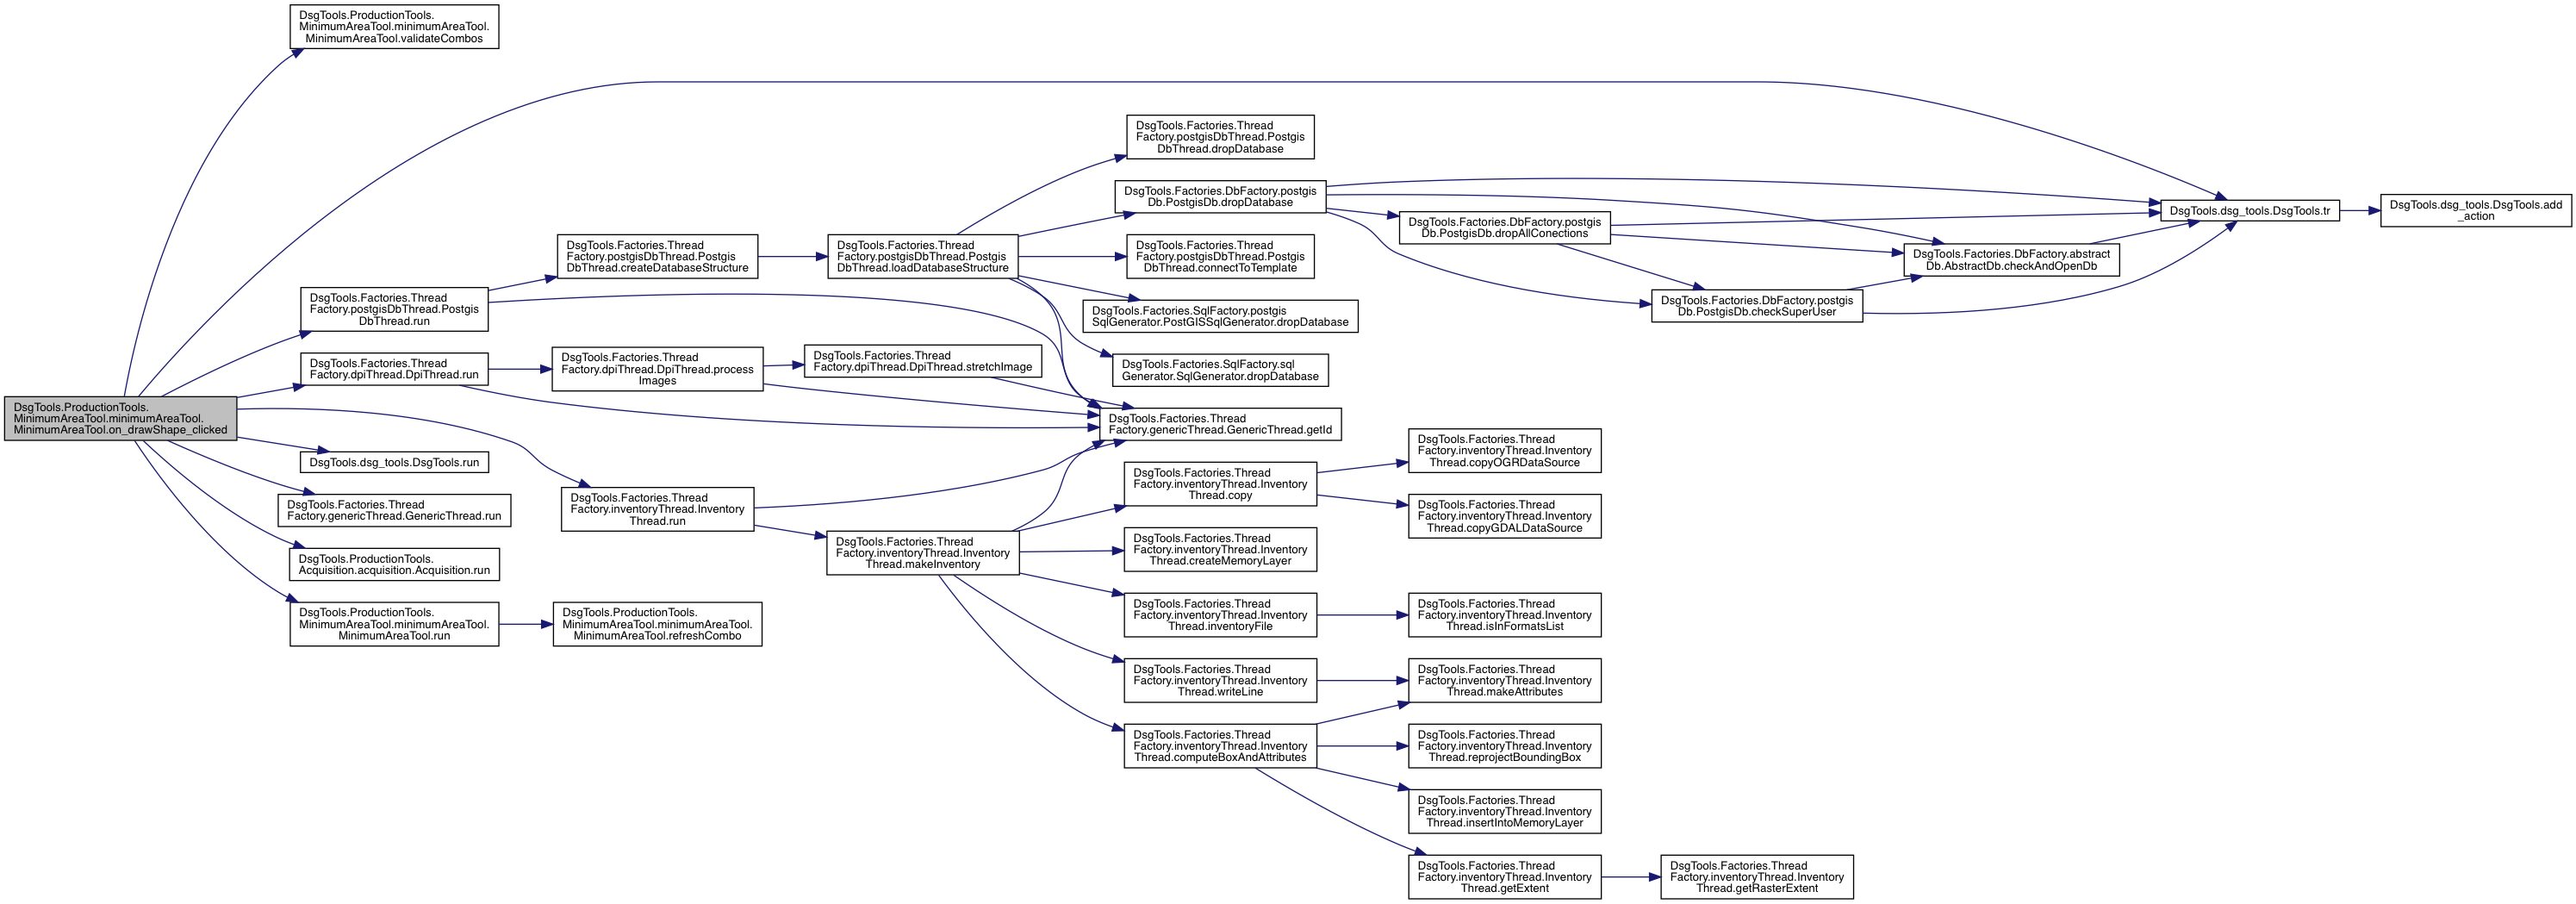 DsgTools.ProductionTools.
MinimumAreaTool.minimumAreaTool.
MinimumAreaTool.on_drawShape_clicked
DsgTools.ProductionTools.
MinimumAreaTool.minimumAreaTool.
MinimumAreaTool.validateCombos
DsgTools.Factories.Thread
Factory.postgisDbThread.Postgis
DbThread.run
DsgTools.Factories.Thread
Factory.dpiThread.DpiThread.run
DsgTools.dsg_tools.DsgTools.run
DsgTools.Factories.Thread
Factory.genericThread.GenericThread.run
DsgTools.ProductionTools.
Acquisition.acquisition.Acquisition.run
DsgTools.ProductionTools.
MinimumAreaTool.minimumAreaTool.
MinimumAreaTool.run
DsgTools.Factories.Thread
Factory.postgisDbThread.Postgis
DbThread.createDatabaseStructure
DsgTools.Factories.Thread
Factory.dpiThread.DpiThread.process
Images
DsgTools.Factories.Thread
Factory.inventoryThread.Inventory
Thread.run
DsgTools.ProductionTools.
MinimumAreaTool.minimumAreaTool.
MinimumAreaTool.refreshCombo
DsgTools.Factories.Thread
Factory.postgisDbThread.Postgis
DbThread.loadDatabaseStructure
DsgTools.Factories.Thread
Factory.dpiThread.DpiThread.stretchImage
DsgTools.Factories.Thread
Factory.inventoryThread.Inventory
Thread.makeInventory
DsgTools.Factories.Thread
Factory.postgisDbThread.Postgis
DbThread.dropDatabase
DsgTools.Factories.DbFactory.postgis
Db.PostgisDb.dropDatabase
DsgTools.Factories.Thread
Factory.postgisDbThread.Postgis
DbThread.connectToTemplate
DsgTools.Factories.SqlFactory.postgis
SqlGenerator.PostGISSqlGenerator.dropDatabase
DsgTools.Factories.SqlFactory.sql
Generator.SqlGenerator.dropDatabase
DsgTools.Factories.Thread
Factory.genericThread.GenericThread.getId
DsgTools.Factories.Thread
Factory.inventoryThread.Inventory
Thread.copy
DsgTools.Factories.Thread
Factory.inventoryThread.Inventory
Thread.createMemoryLayer
DsgTools.Factories.Thread
Factory.inventoryThread.Inventory
Thread.inventoryFile
DsgTools.Factories.Thread
Factory.inventoryThread.Inventory
Thread.writeLine
DsgTools.Factories.Thread
Factory.inventoryThread.Inventory
Thread.computeBoxAndAttributes
DsgTools.Factories.DbFactory.postgis
Db.PostgisDb.dropAllConections
DsgTools.Factories.Thread
Factory.inventoryThread.Inventory
Thread.copyOGRDataSource
DsgTools.Factories.Thread
Factory.inventoryThread.Inventory
Thread.copyGDALDataSource
DsgTools.Factories.Thread
Factory.inventoryThread.Inventory
Thread.isInFormatsList
DsgTools.Factories.Thread
Factory.inventoryThread.Inventory
Thread.makeAttributes
DsgTools.Factories.Thread
Factory.inventoryThread.Inventory
Thread.reprojectBoundingBox
DsgTools.Factories.Thread
Factory.inventoryThread.Inventory
Thread.insertIntoMemoryLayer
DsgTools.Factories.Thread
Factory.inventoryThread.Inventory
Thread.getExtent
DsgTools.Factories.DbFactory.postgis
Db.PostgisDb.checkSuperUser
DsgTools.Factories.Thread
Factory.inventoryThread.Inventory
Thread.getRasterExtent
DsgTools.Factories.DbFactory.abstract
Db.AbstractDb.checkAndOpenDb
DsgTools.dsg_tools.DsgTools.tr
DsgTools.dsg_tools.DsgTools.add
_action